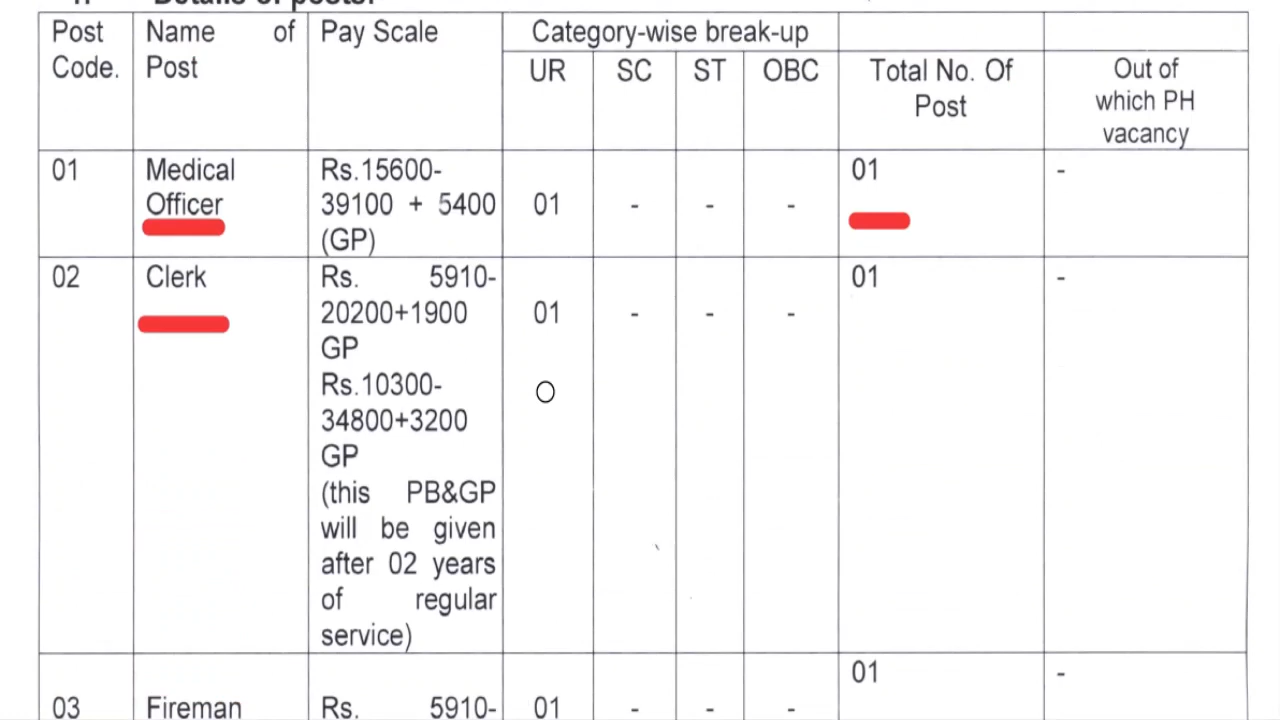 Details of posts.
Post Code. Name of Post Pay Scale Category-wise break-up
UR SC ST OBC Total No. Of Post Out of which PH vacancy
01 Medical Officer Rs.15600-
39100 + 5400
(GP) 01 - - - 01 -
02 Clerk Rs. 5910-
20200+1900
GP
Rs.10300-
34800+3200
GP
(this PB&GP
will be given
after 02 years
of regular
service) 01 - - - 01 -
03 Fireman Rs. 5910- 01 - - - 01 -